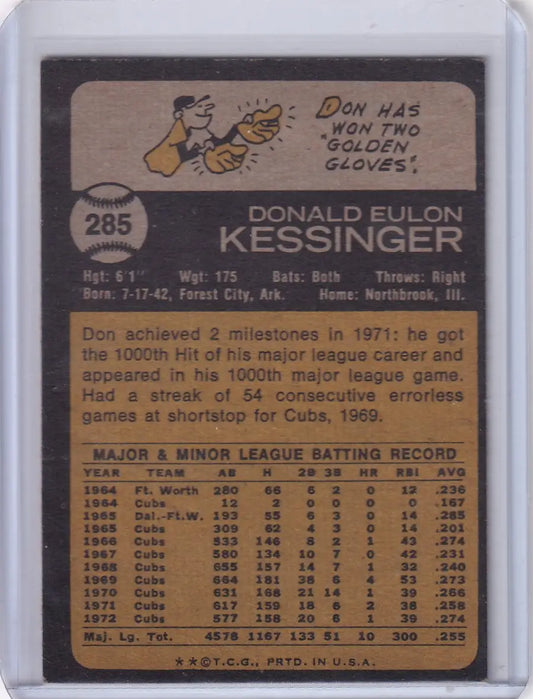 DON HAS
WON TWO
"GOLDEN
GLOVES".
285
DONALD EULON
KESSINGER
Hgt: 6'1" Wgt: 175 Bats: Both Throws: Right
Born: 7-17-42, Forest City, Ark. Home: Northbrook, Ill.
Don achieved 2 milestones in 1971: he got
the 1000th Hit of his major league career and
appeared in his 1000th major league game.
Had a streak of 54 consecutive errorless
games at shortstop for Cubs, 1969.
MAJOR & MINOR LEAGUE BATTING RECORD
YEAR TEAM AB H 2B 3B HR RBI AVG
1964 Ft. Worth 280 66 6 2 0 12 .236
1964 Cubs 12 2 0 0 0 0 .167
1965 Dal.-Ft.W. 193 55 6 3 0 14 .285
1965 Cubs 309 62 4 3 0 14 .201
1966 Cubs 533 146 8 2 1 43 .274
1967 Cubs 580 134 10 7 0 42 .231
1968 Cubs 655 157 14 7 1 32 .240
1969 Cubs 664 181 38 6 4 53 .273
1970 Cubs 631 168 21 14 1 39 .266
1971 Cubs 617 159 18 6 2 38 .258
1972 Cubs 577 158 20 6 1 39 .274
Maj. Lg. Tot. 4578 1167 133 51 10 300 .255
**©T.C.G., PRTD. IN U.S.A.